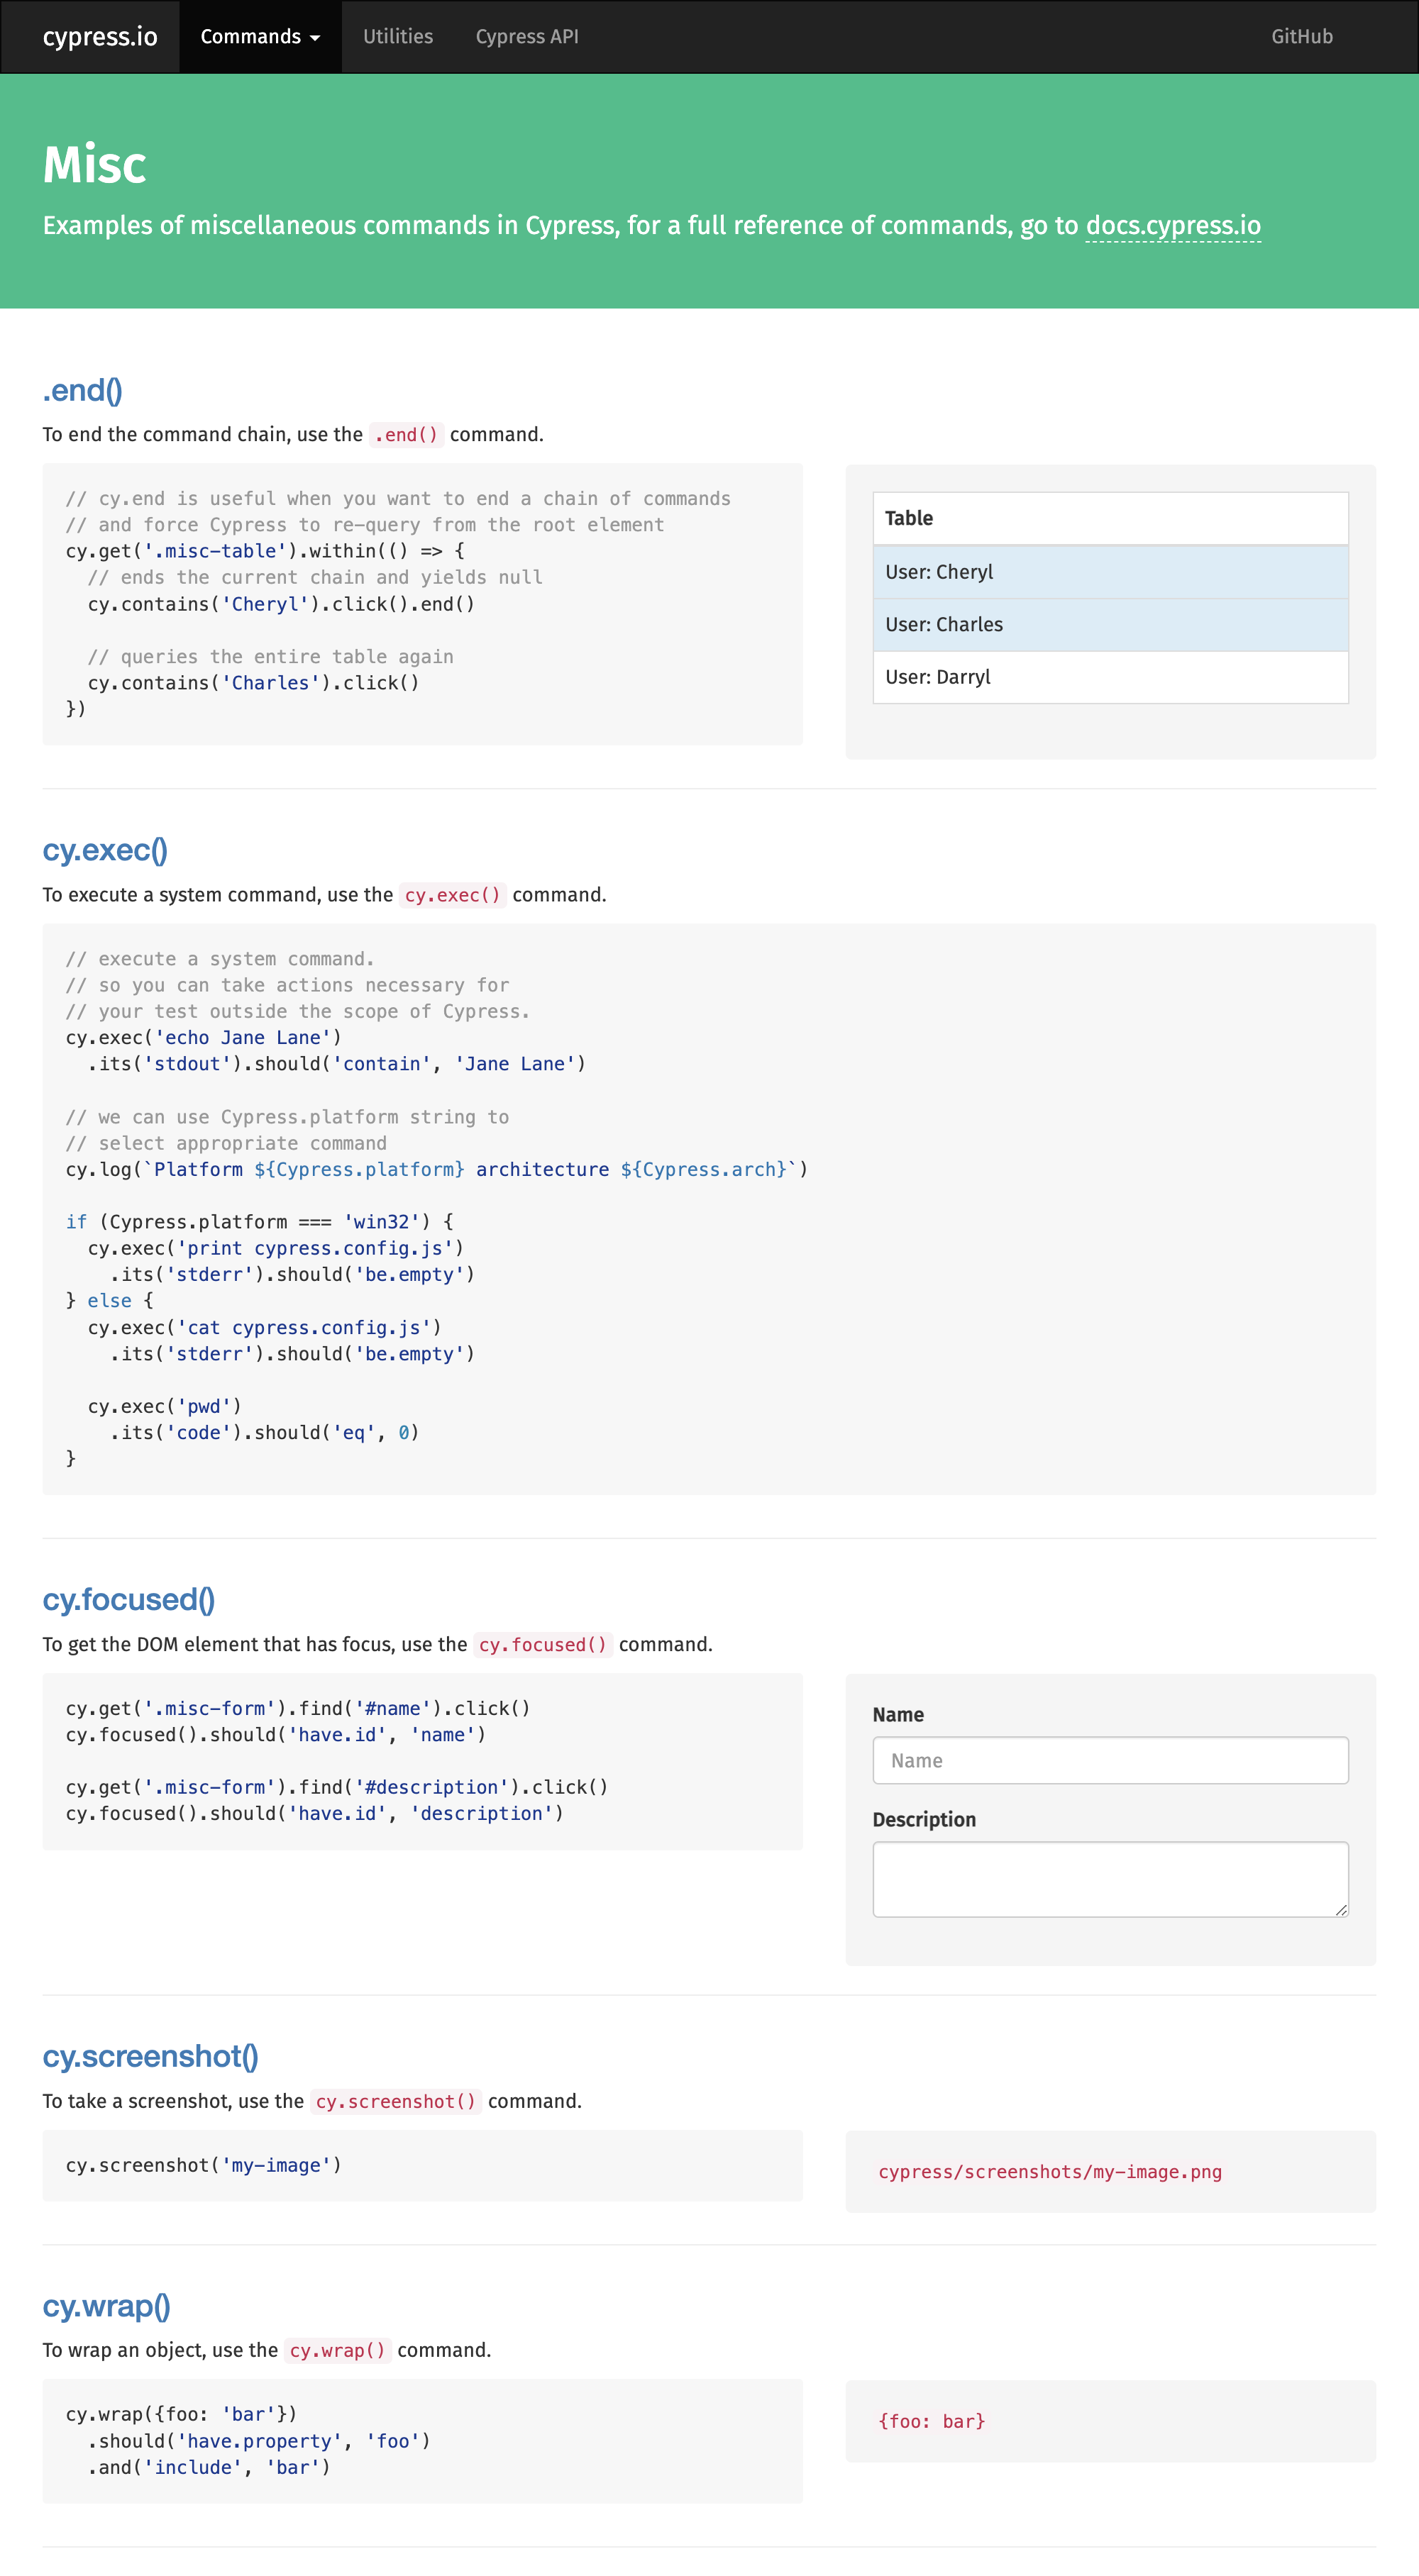 cypress.io Commands Utilities Cypress API GitHub
Misc
Examples of miscellaneous commands in Cypress, for a full reference of commands, go to docs.cypress.io
.end()
To end the command chain, use the .end() command.
// cy.end is useful when you want to end a chain of commands
// and force Cypress to re-query from the root element
cy.get('.misc-table').within(() => {
  // ends the current chain and yields null
  cy.contains('Cheryl').click().end()
  // queries the entire table again
  cy.contains('Charles').click()
})
Table
User: Cheryl
User: Charles
User: Darryl
cy.exec()
To execute a system command, use the cy.exec() command.
// execute a system command.
// so you can take actions necessary for
// your test outside the scope of Cypress.
cy.exec('echo Jane Lane')
  .its('stdout').should('contain', 'Jane Lane')
// we can use Cypress.platform string to
// select appropriate command
cy.log(`Platform ${Cypress.platform} architecture ${Cypress.arch}`)
if (Cypress.platform === 'win32') {
  cy.exec('print cypress.config.js')
    .its('stderr').should('be.empty')
} else {
  cy.exec('cat cypress.config.js')
    .its('stderr').should('be.empty')
  cy.exec('pwd')
    .its('code').should('eq', 0)
}
cy.focused()
To get the DOM element that has focus, use the cy.focused() command.
cy.get('.misc-form').find('#name').click()
cy.focused().should('have.id', 'name')
cy.get('.misc-form').find('#description').click()
cy.focused().should('have.id', 'description')
Name
Name
Description
cy.screenshot()
To take a screenshot, use the cy.screenshot() command.
cy.screenshot('my-image')
cypress/screenshots/my-image.png
cy.wrap()
To wrap an object, use the cy.wrap() command.
cy.wrap({foo: 'bar'})
  .should('have.property', 'foo')
  .and('include', 'bar')
{foo: bar}